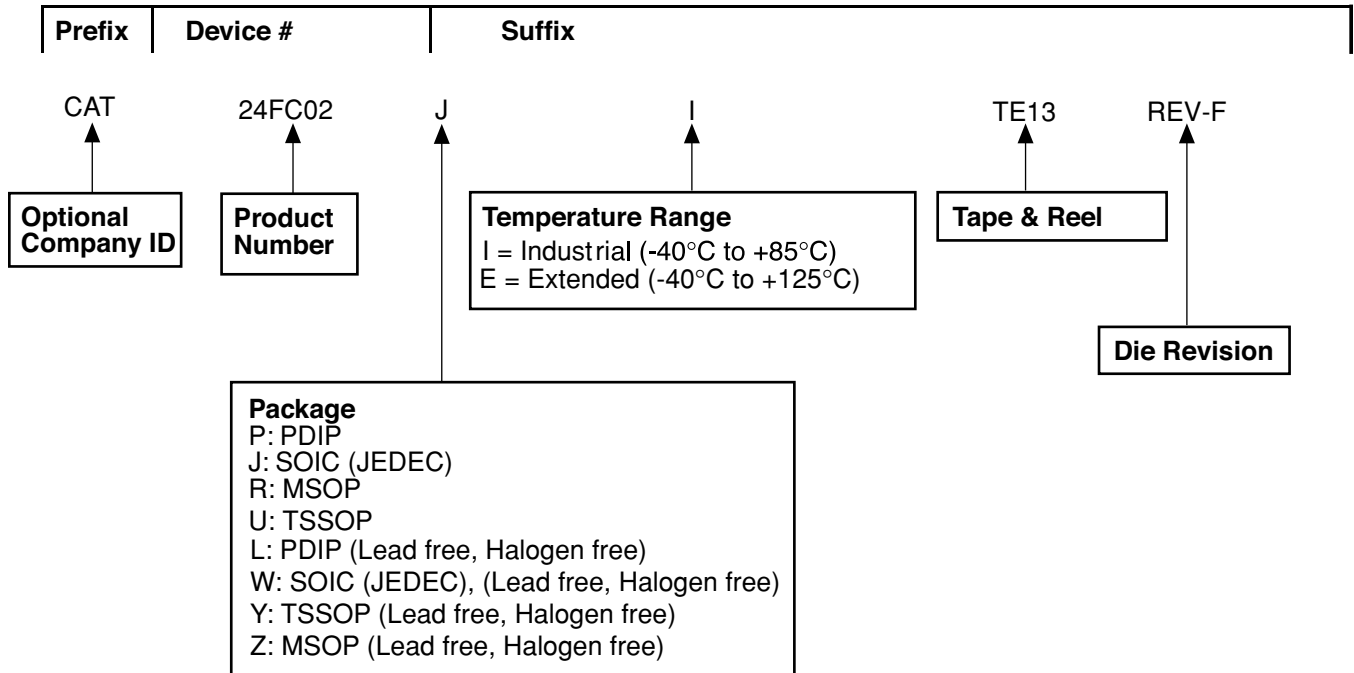 Prefix Device # Suffix
CAT 24FC02 J I TE13 REV-F
Optional
Company ID
Product
Number
Temperature Range
I = Industrial (-40°C to +85°C)
E = Extended (-40°C to +125°C)
Tape & Reel
Die Revision
Package
P: PDIP
J: SOIC (JEDEC)
R: MSOP
U: TSSOP
L: PDIP (Lead free, Halogen free)
W: SOIC (JEDEC), (Lead free, Halogen free)
Y: TSSOP (Lead free, Halogen free)
Z: MSOP (Lead free, Halogen free)